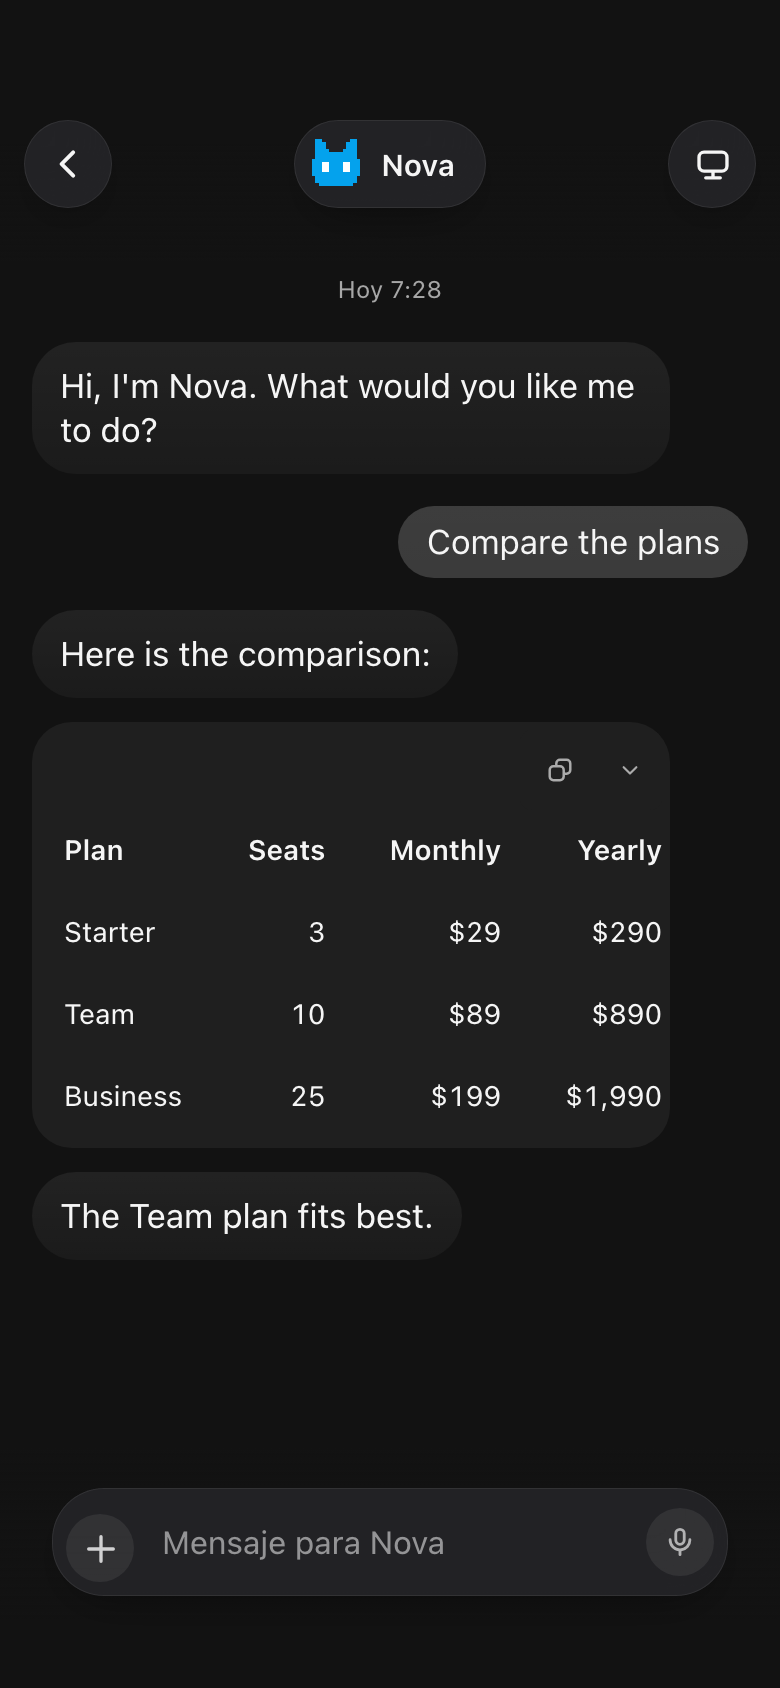 Nova
Hoy 7:28
Hi, I'm Nova. What would you like me
to do?
Compare the plans
Here is the comparison:
Plan Seats Monthly Yearly
Starter 3 $29 $290
Team 10 $89 $890
Business 25 $199 $1,990
The Team plan fits best.
Mensaje para Nova